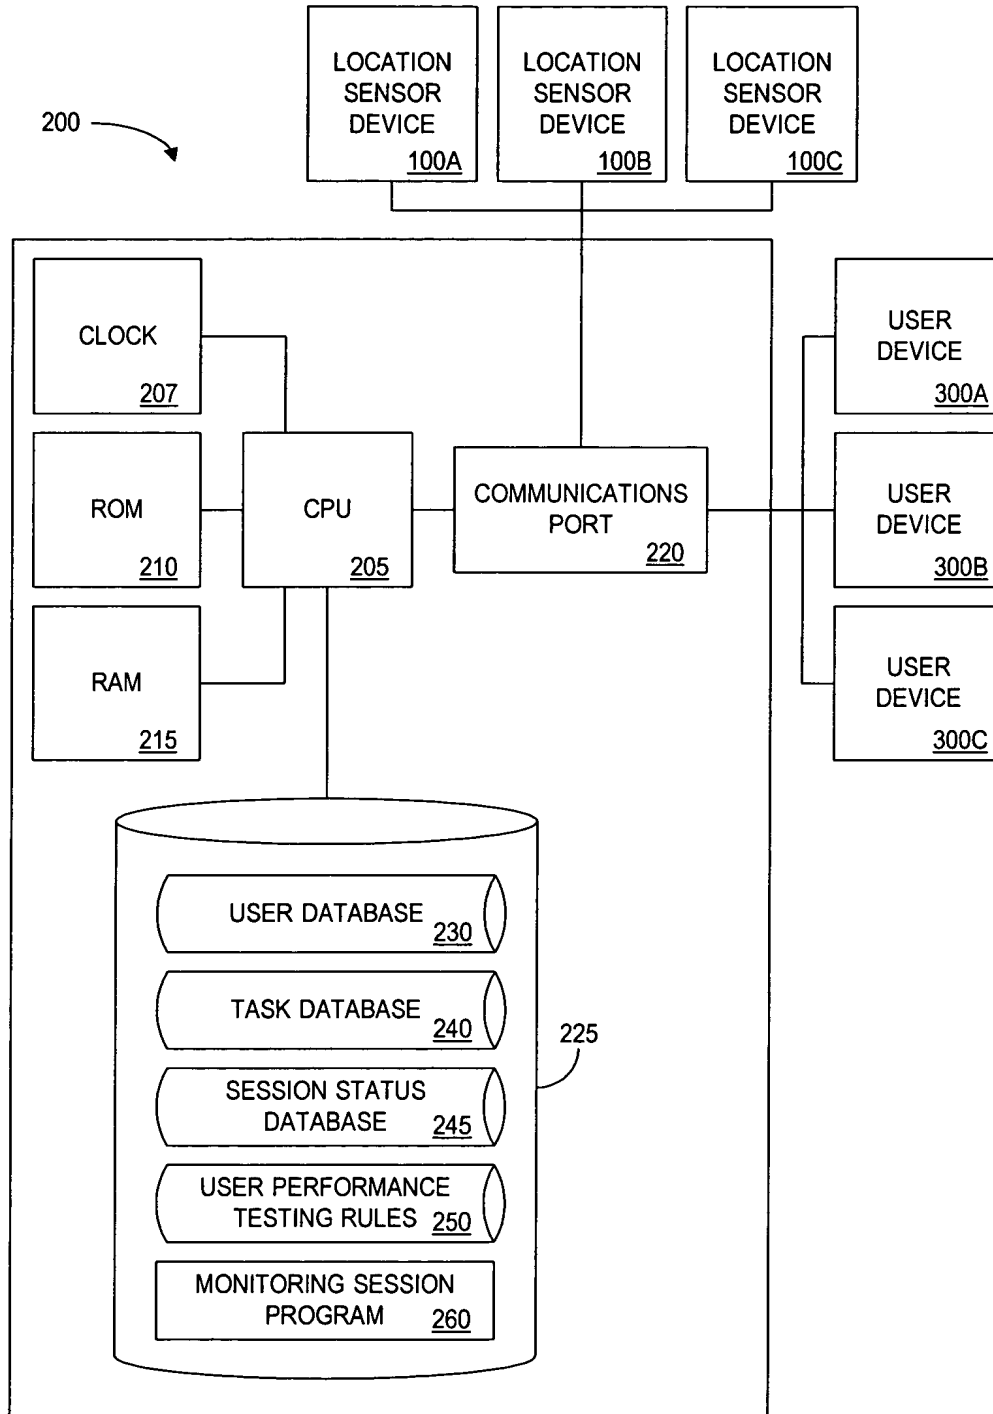 LOCATION
SENSOR
DEVICE
100A
LOCATION
SENSOR
DEVICE
100B
LOCATION
SENSOR
DEVICE
100C
200
CLOCK
207
USER
DEVICE
300A
ROM
210
CPU
205
COMMUNICATIONS
PORT
220
USER
DEVICE
300B
RAM
215
USER
DEVICE
300C
USER DATABASE
230
TASK DATABASE
240
225
SESSION STATUS
DATABASE
245
USER PERFORMANCE
TESTING RULES
250
MONITORING SESSION
PROGRAM
260